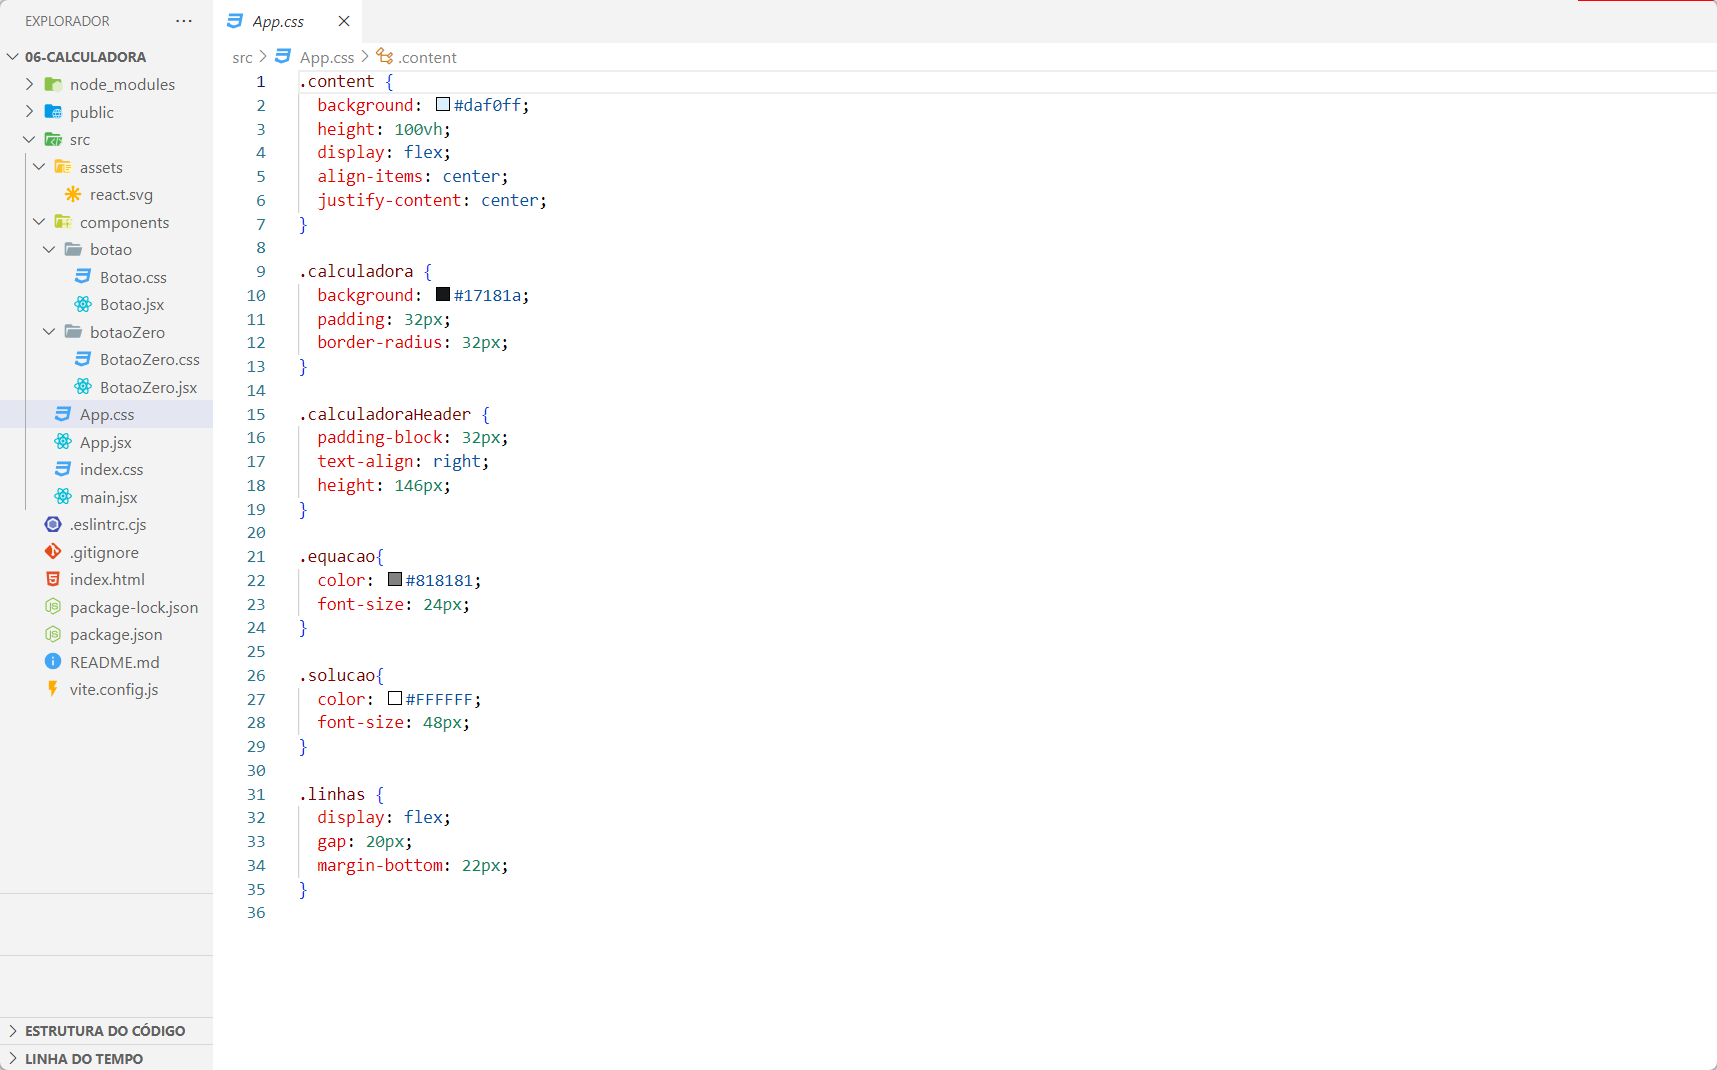 EXPLORADOR ···
06-CALCULADORA
node_modules
public
src
assets
react.svg
components
botao
Botao.css
Botao.jsx
botaoZero
BotaoZero.css
BotaoZero.jsx
App.css
App.jsx
index.css
main.jsx
.eslintrc.cjs
.gitignore
index.html
package-lock.json
package.json
README.md
vite.config.js
ESTRUTURA DO CÓDIGO
LINHA DO TEMPO
App.css
src > App.css > .content
1 .content {
2 background: #daf0ff;
3 height: 100vh;
4 display: flex;
5 align-items: center;
6 justify-content: center;
7 }
8
9 .calculadora {
10 background: #17181a;
11 padding: 32px;
12 border-radius: 32px;
13 }
14
15 .calculadoraHeader {
16 padding-block: 32px;
17 text-align: right;
18 height: 146px;
19 }
20
21 .equacao{
22 color: #818181;
23 font-size: 24px;
24 }
25
26 .solucao{
27 color: #FFFFFF;
28 font-size: 48px;
29 }
30
31 .linhas {
32 display: flex;
33 gap: 20px;
34 margin-bottom: 22px;
35 }
36